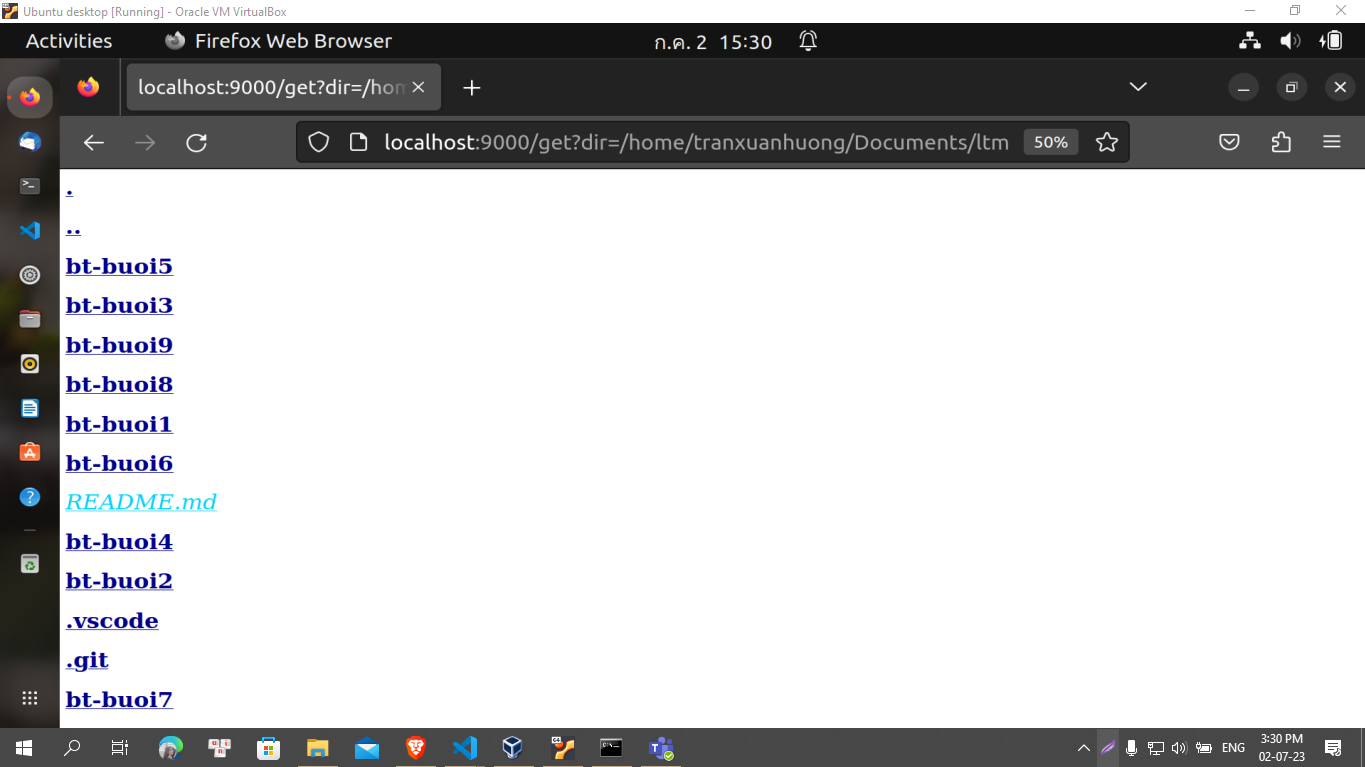 Ubuntu desktop [Running] - Oracle VM VirtualBox
Activities Firefox Web Browser ก.ค. 2 15:30
localhost:9000/get?dir=/hom
localhost:9000/get?dir=/home/tranxuanhuong/Documents/ltm 50%
.
..
bt-buoi5
bt-buoi3
bt-buoi9
bt-buoi8
bt-buoi1
bt-buoi6
README.md
bt-buoi4
bt-buoi2
.vscode
.git
bt-buoi7
ENG 3:30 PM
02-07-23